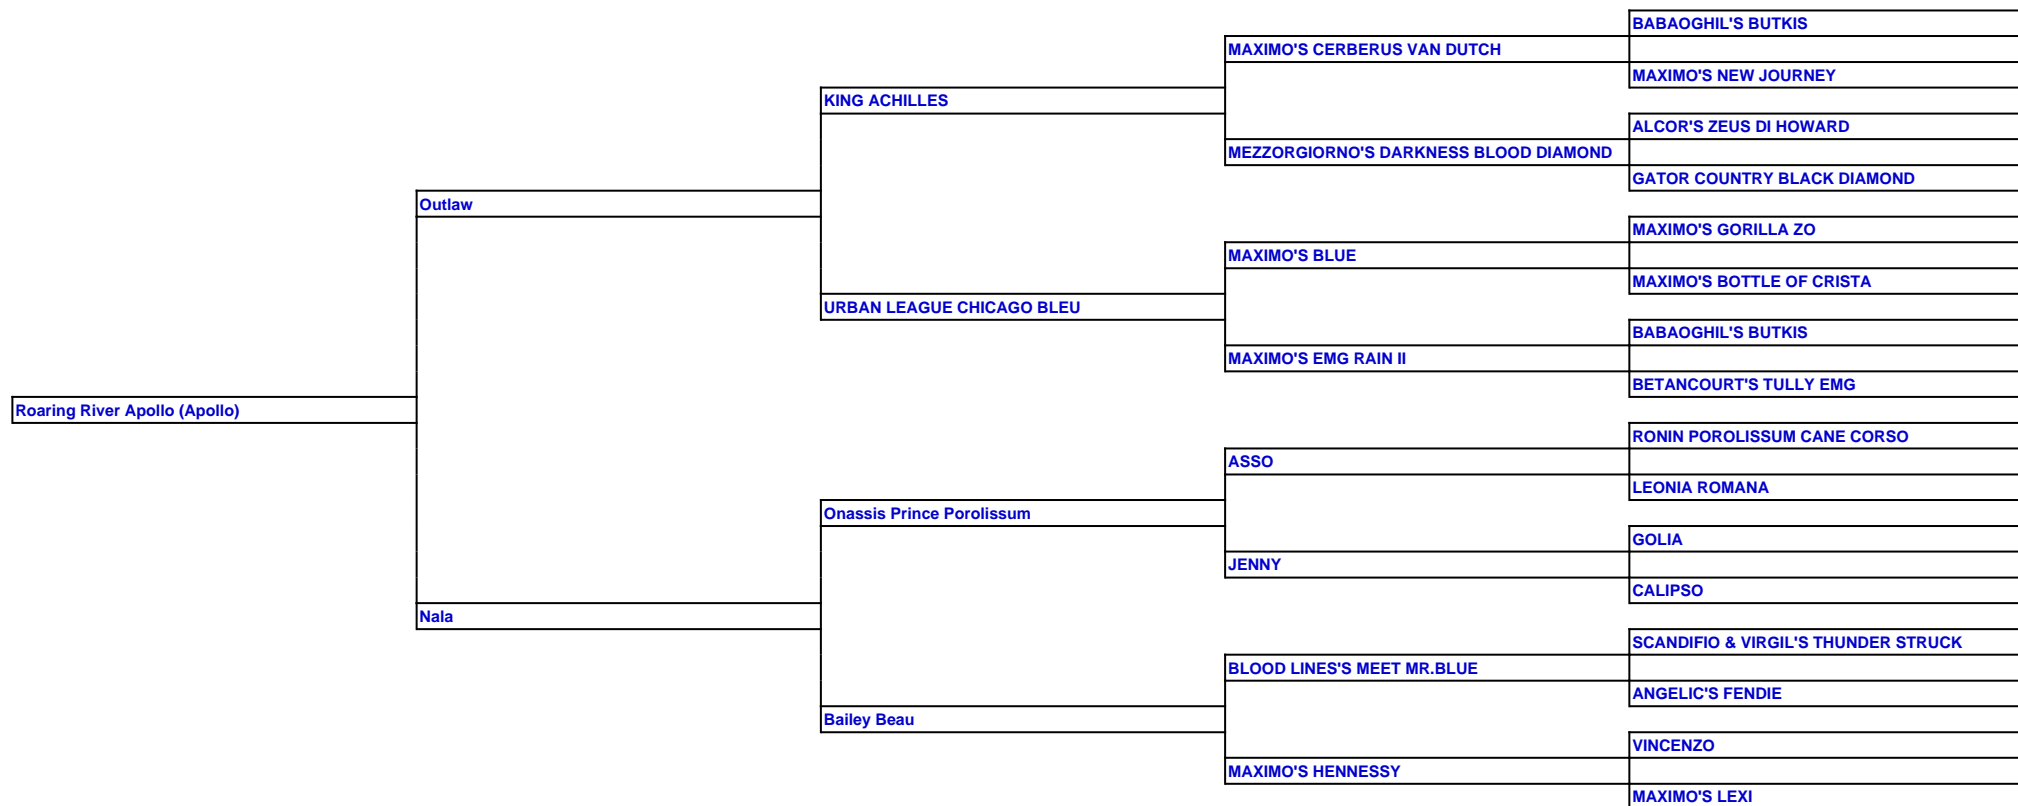 BABAOGHIL'S BUTKIS
MAXIMO'S CERBERUS VAN DUTCH
MAXIMO'S NEW JOURNEY
KING ACHILLES
ALCOR'S ZEUS DI HOWARD
MEZZORGIORNO'S DARKNESS BLOOD DIAMOND
GATOR COUNTRY BLACK DIAMOND
Outlaw
MAXIMO'S GORILLA ZO
MAXIMO'S BLUE
MAXIMO'S BOTTLE OF CRISTA
URBAN LEAGUE CHICAGO BLEU
BABAOGHIL'S BUTKIS
MAXIMO'S EMG RAIN II
BETANCOURT'S TULLY EMG
Roaring River Apollo (Apollo)
RONIN POROLISSUM CANE CORSO
ASSO
LEONIA ROMANA
Onassis Prince Porolissum
GOLIA
JENNY
CALIPSO
Nala
SCANDIFIO & VIRGIL'S THUNDER STRUCK
BLOOD LINES'S MEET MR.BLUE
ANGELIC'S FENDIE
Bailey Beau
VINCENZO
MAXIMO'S HENNESSY
MAXIMO'S LEXI